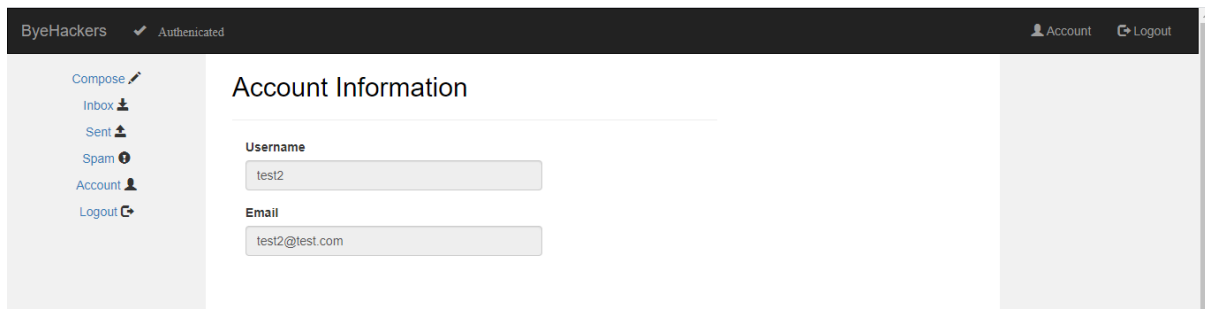 ByeHackers Authenicated Account Logout
Compose
Inbox
Sent
Spam
Account
Logout
Account Information
Username
test2
Email
test2@test.com